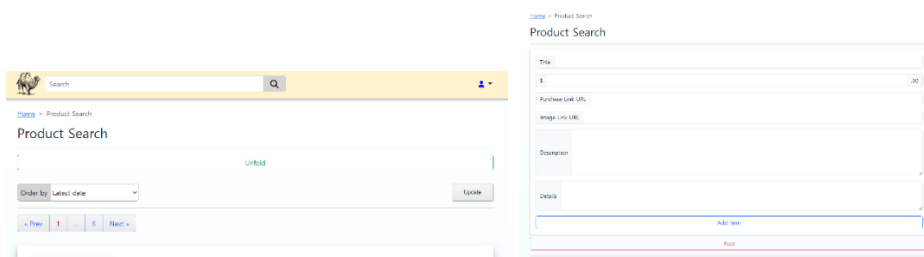 Search
Home > Product Search
Product Search
Unfold
Order by Latest date
Update
« Prev 1 .. 6 Next »
Home > Product Search
Product Search
Title
$ .00
Purchase Link URL
Image Link URL
Description
Details
Add Item